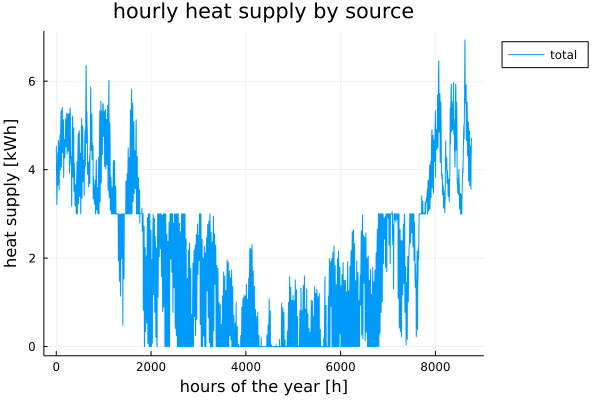 hourly heat supply by source
total
heat supply [kWh]
6
4
2
0
0 2000 4000 6000 8000
hours of the year [h]